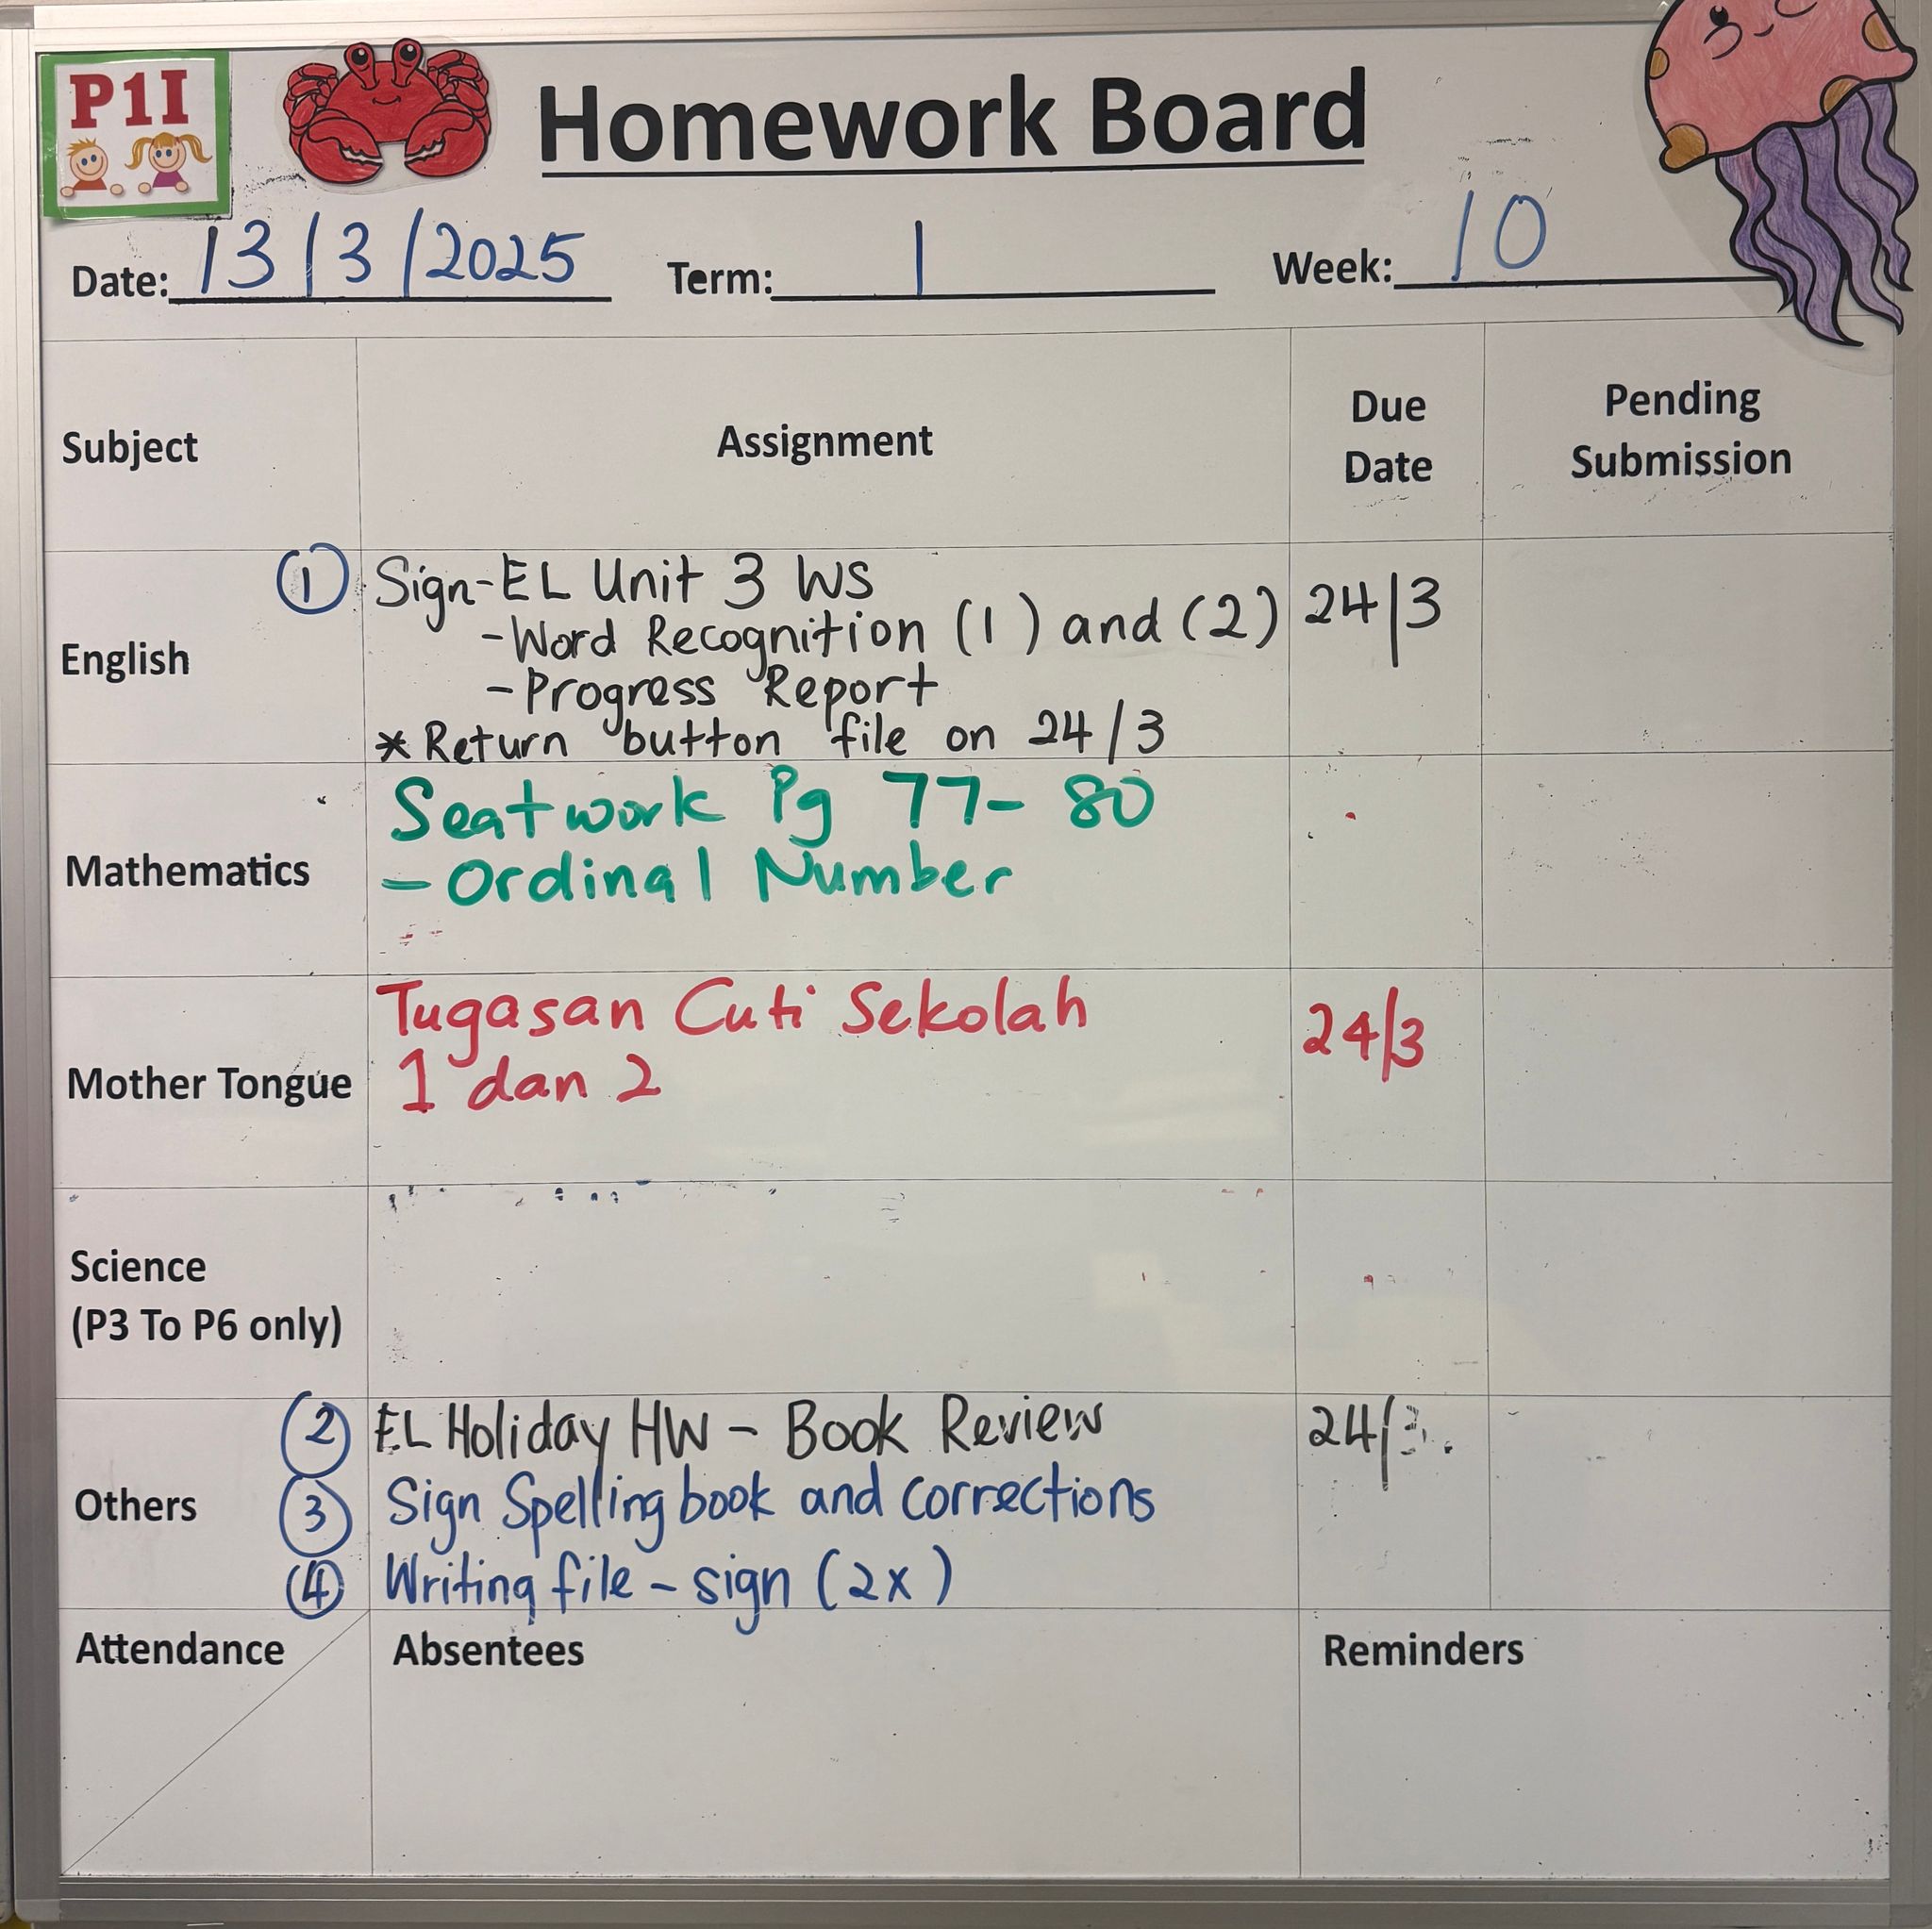 P1I
Homework Board
Date: 13/3/2025 Term: 1 Week: 10
Subject Assignment Due Date Pending Submission
English
① Sign-EL Unit 3 WS
-Word Recognition (1) and (2) 24/3
-Progress Report
*Return button file on 24/3
Mathematics
Seatwork Pg 77-80
-Ordinal Number
Mother Tongue
Tugasan Cuti Sekolah 24/3
1 dan 2
Science
(P3 To P6 only)
Others
② EL Holiday HW - Book Review 24/3.
③ Sign Spelling book and corrections
④ Writing file - sign (2x)
Attendance Absentees Reminders